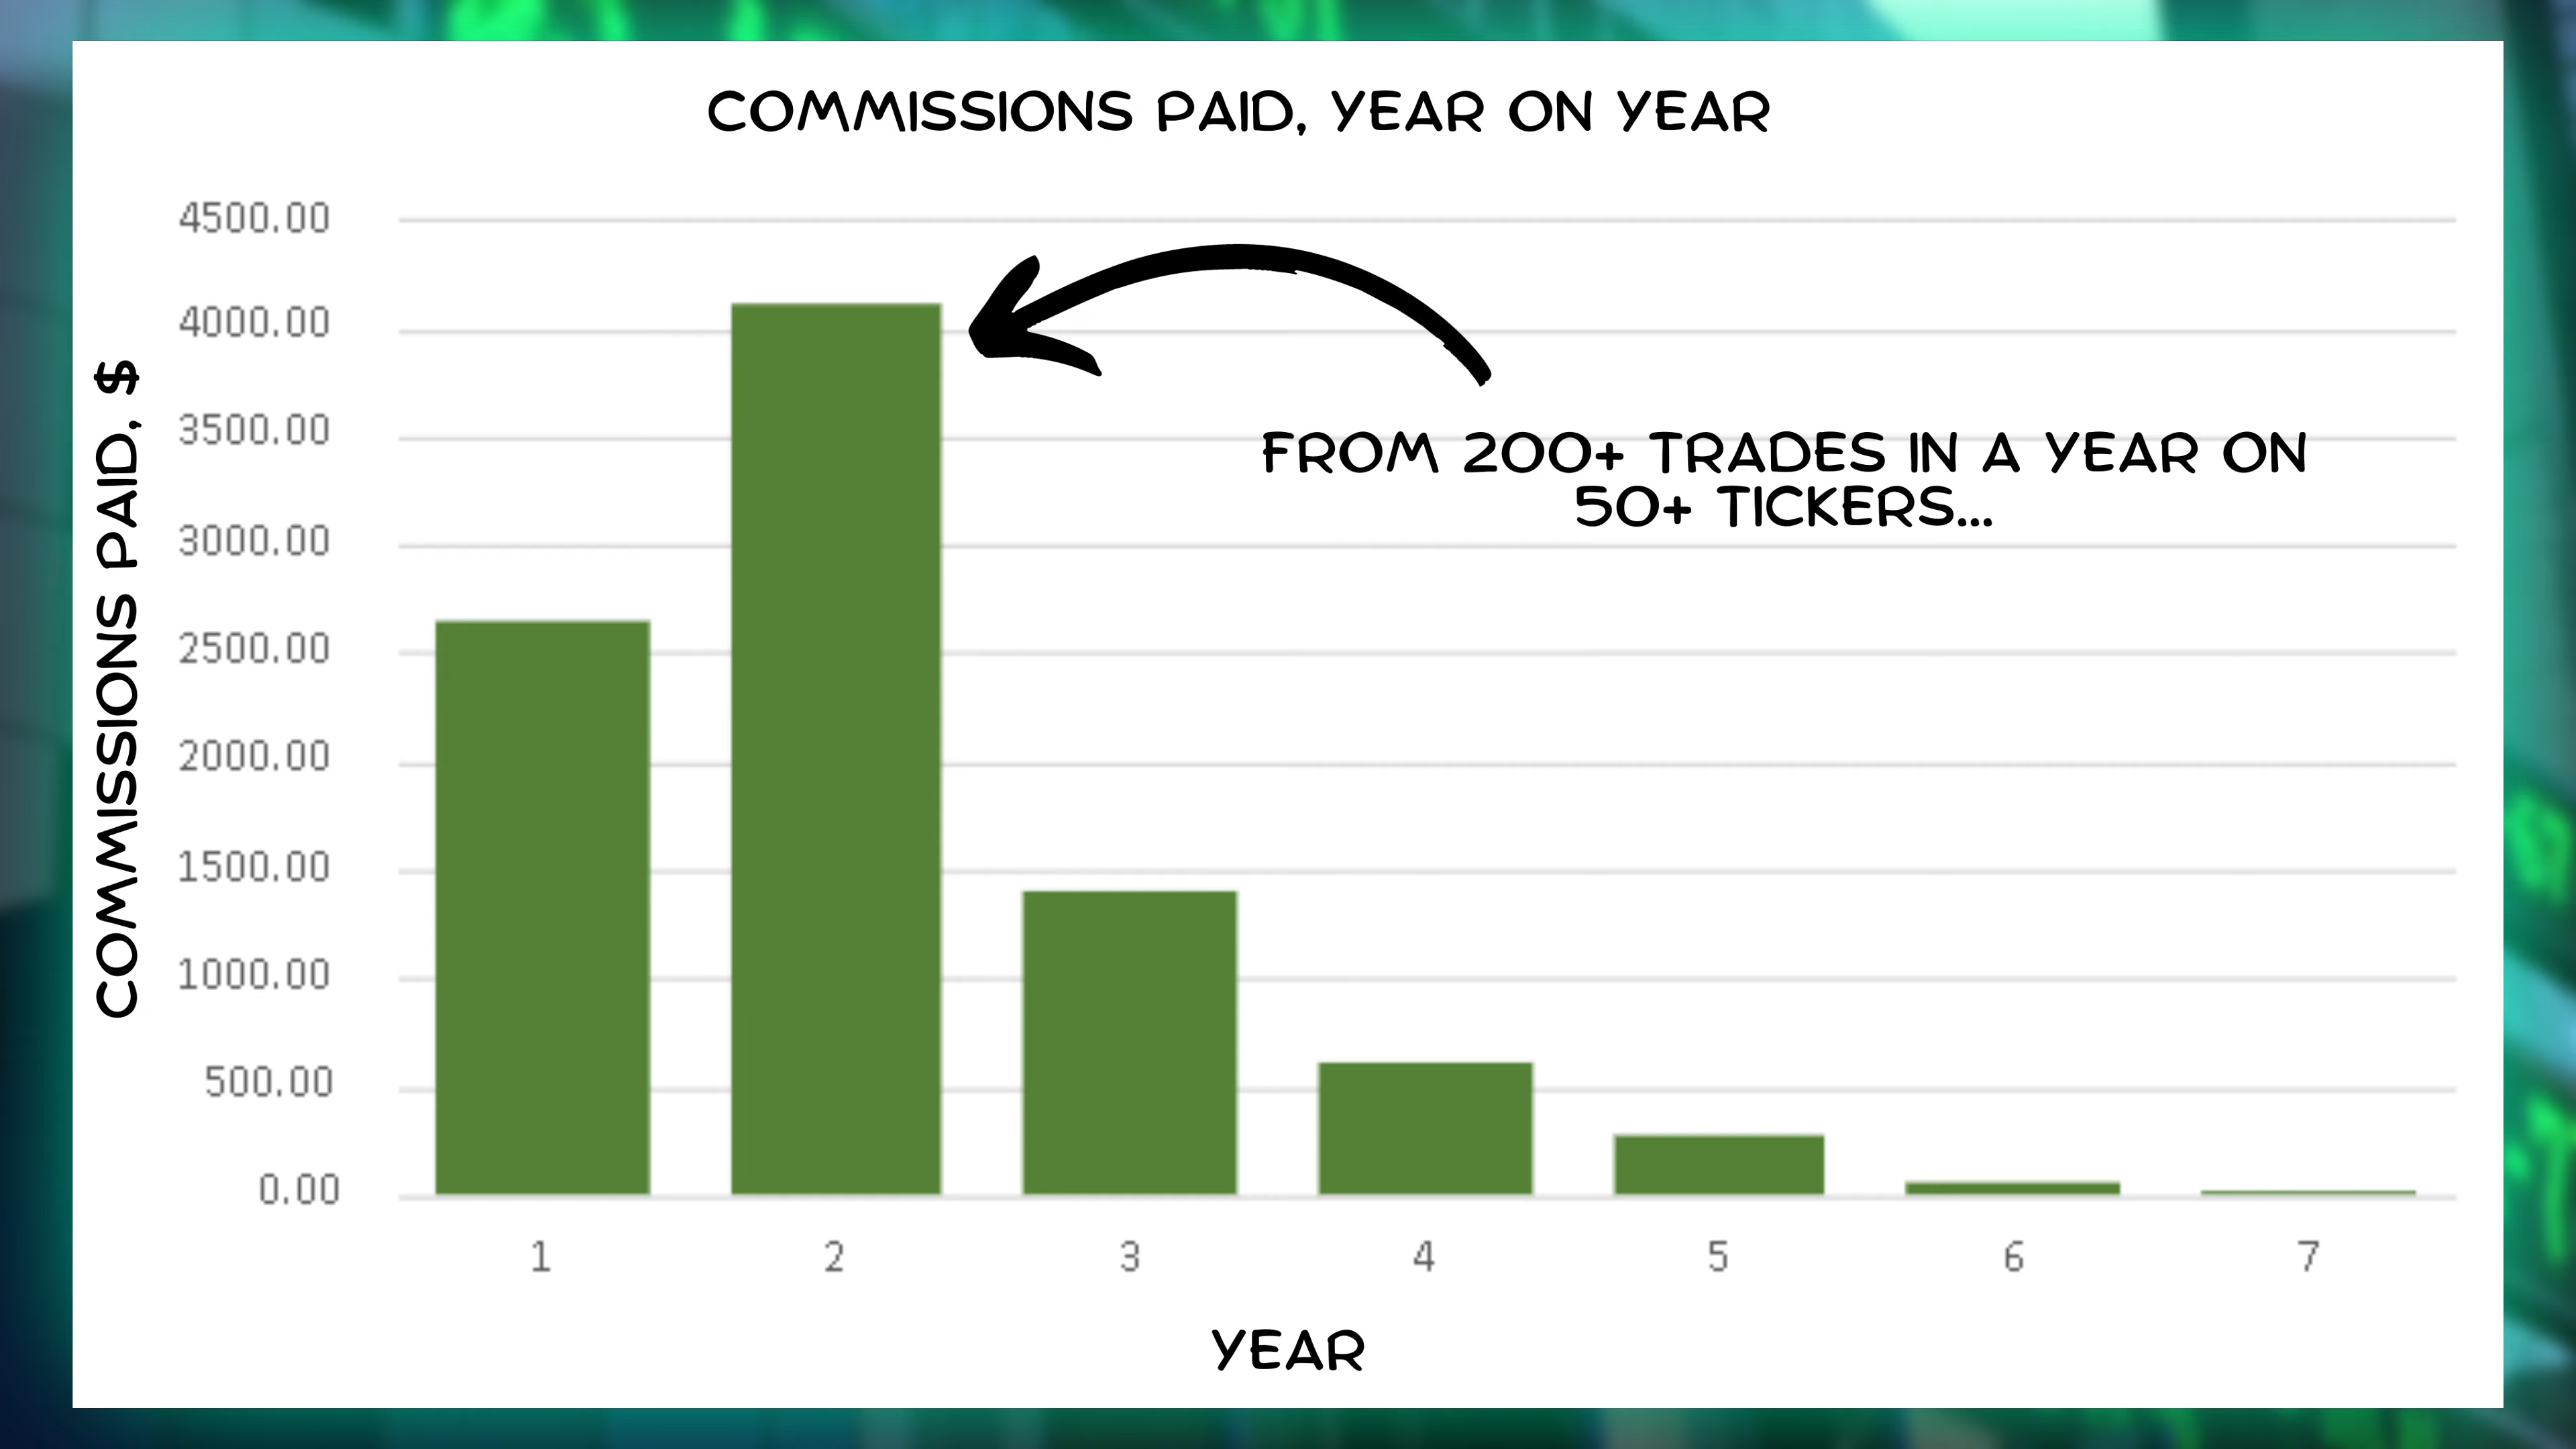 COMMISSIONS PAID, YEAR ON YEAR
4500.00
4000.00
3500.00
3000.00
2500.00
2000.00
1500.00
1000.00
500.00
0.00
COMMISSIONS PAID, $
FROM 200+ TRADES IN A YEAR ON
50+ TICKERS...
1 2 3 4 5 6 7
YEAR